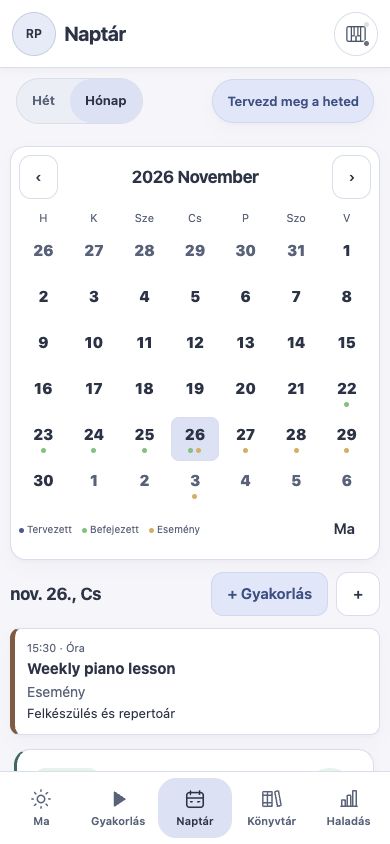 RP
Naptár
Hét
Hónap
Tervezd meg a heted
‹
2026 November
›
H K Sze Cs P Szo V
26 27 28 29 30 31 1
2 3 4 5 6 7 8
9 10 11 12 13 14 15
16 17 18 19 20 21 22
23 24 25 26 27 28 29
30 1 2 3 4 5 6
Tervezett Befejezett Esemény
Ma
nov. 26., Cs
+ Gyakorlás
+
15:30 · Óra
Weekly piano lesson
Esemény
Felkészülés és repertoár
Ma Gyakorlás Naptár Könyvtár Haladás